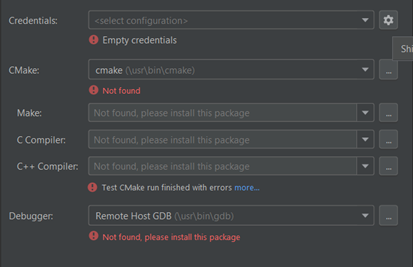 Credentials: <select configuration>
Empty credentials
Shi
CMake: cmake (\usr\bin\cmake) ...
Not found
Make: Not found, please install this package ...
C Compiler: Not found, please install this package ...
C++ Compiler: Not found, please install this package ...
Test CMake run finished with errors more...
Debugger: Remote Host GDB (\usr\bin\gdb) ...
Not found, please install this package